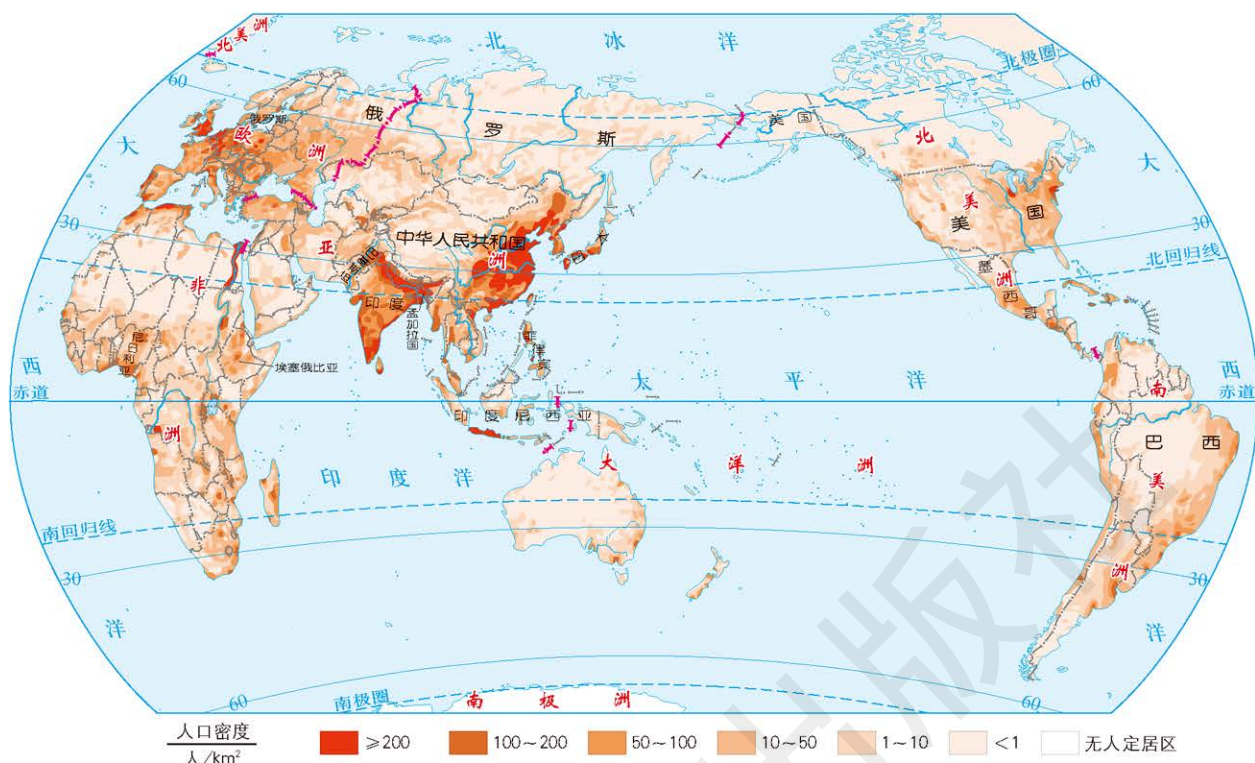 北美洲
北冰洋
北极圈
60
60
大
欧洲
俄罗斯
俄罗斯
美国
北
大
30
30
亚
中华人民共和国
洲
日本
美
美国
洲
墨西哥
北回归线
非
巴基斯坦
印度
孟加拉国
菲律宾
尼日利亚
埃塞俄比亚
西
赤道
太平洋
西
赤道
洲
印度尼西亚
南
巴西
美
洲
印度洋
大洋洲
南回归线
30
30
洋
洋
60
60
南极圈
南极洲
人口密度
人/km²
≥200
100~200
50~100
10~50
1~10
<1
无人定居区
出版社